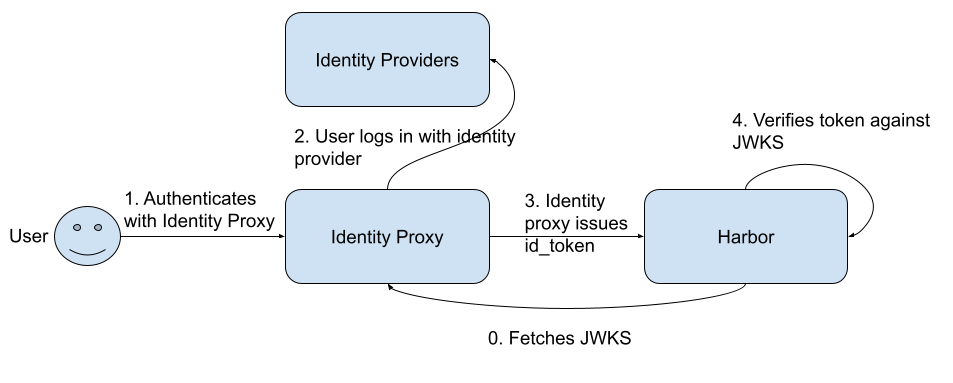 Identity Providers
2. User logs in with identity
provider
4. Verifies token against
JWKS
1. Authenticates
with Identity Proxy
3. Identity
proxy issues
id_token
User
Identity Proxy
Harbor
0. Fetches JWKS